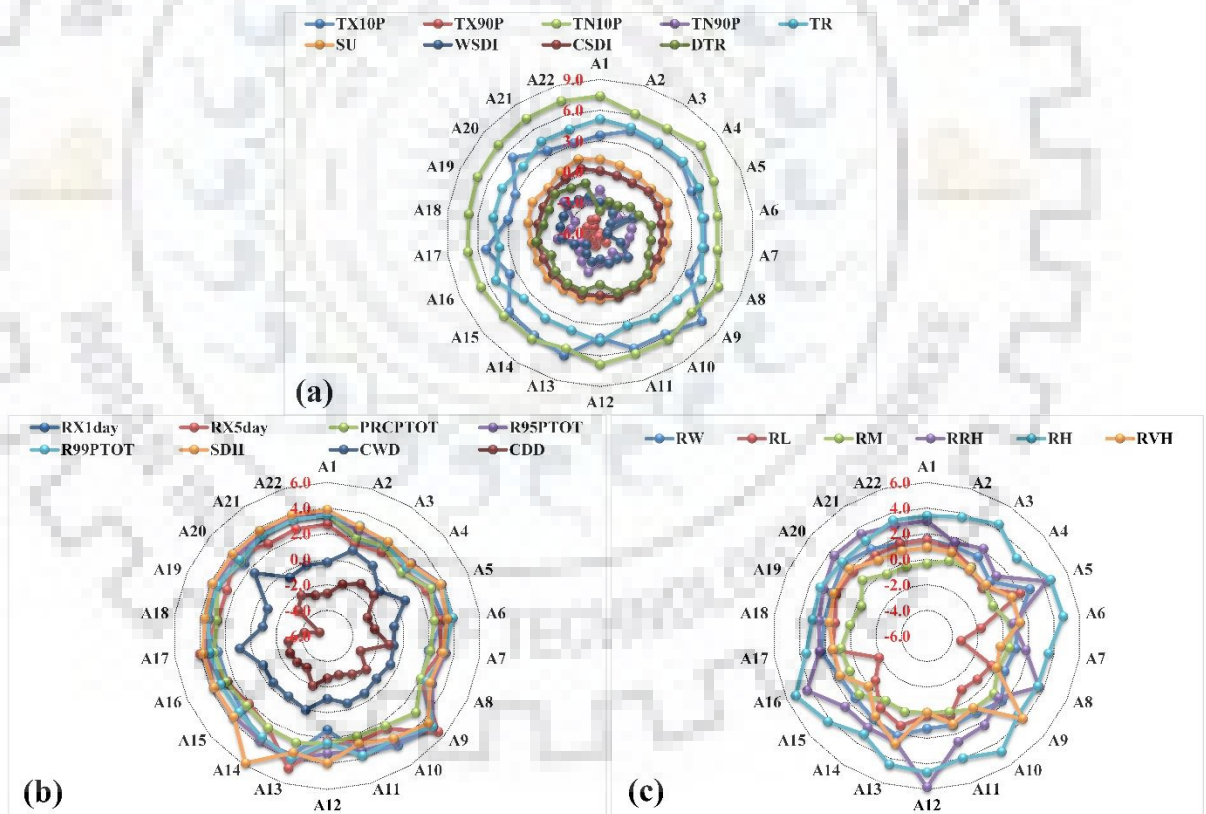 TX10P TX90P TN10P TN90P TR
SU WSDI CSDI DTR
A1
A2
A3
A4
A5
A6
A7
A8
A9
A10
A11
A12
A13
A14
A15
A16
A17
A18
A19
A20
A21
A22
9.0
6.0
3.0
0.0
(a)
RX1day RX5day PRCPTOT R95PTOT
R99PTOT SDII CWD CDD
A1
A2
A3
A4
A5
A6
A7
A8
A9
A10
A11
A12
A13
A14
A15
A16
A17
A18
A19
A20
A21
A22
6.0
4.0
2.0
0.0
-2.0
-4.0
-6.0
(b)
RW RL RM RRH RH RVH
A1
A2
A3
A4
A5
A6
A7
A8
A9
A10
A11
A12
A13
A14
A15
A16
A17
A18
A19
A20
A21
A22
6.0
4.0
2.0
0.0
-2.0
-4.0
-6.0
(c)